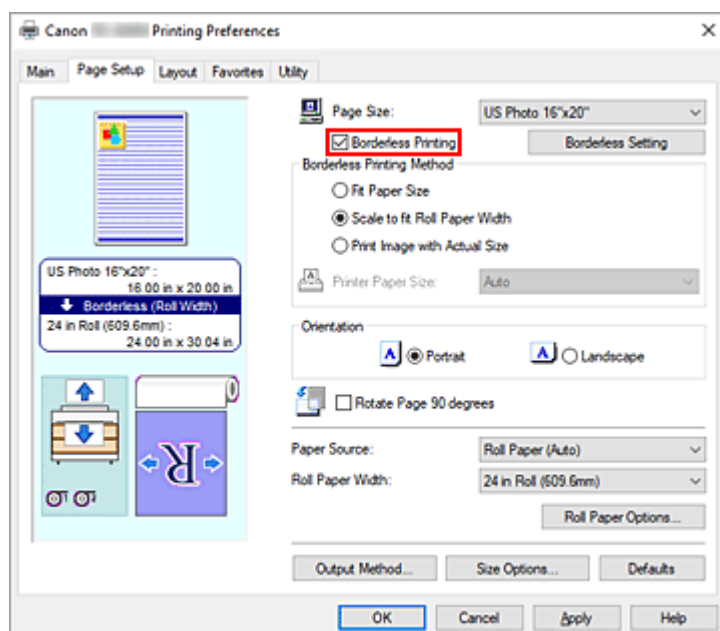 Canon Printing Preferences
Main Page Setup Layout Favorites Utility
Page Size: US Photo 16"x20"
Borderless Printing Borderless Setting
Borderless Printing Method
Fit Paper Size
Scale to fit Roll Paper Width
Print Image with Actual Size
Printer Paper Size: Auto
US Photo 16"x20" :
16.00 in x 20.00 in
Borderless (Roll Width)
24 in Roll (609.6mm) :
24.00 in x 30.04 in
Orientation
A Portrait A Landscape
Rotate Page 90 degrees
R
Paper Source: Roll Paper (Auto)
Roll Paper Width: 24 in Roll (609.6mm)
Roll Paper Options...
Output Method... Size Options... Defaults
OK Cancel Apply Help